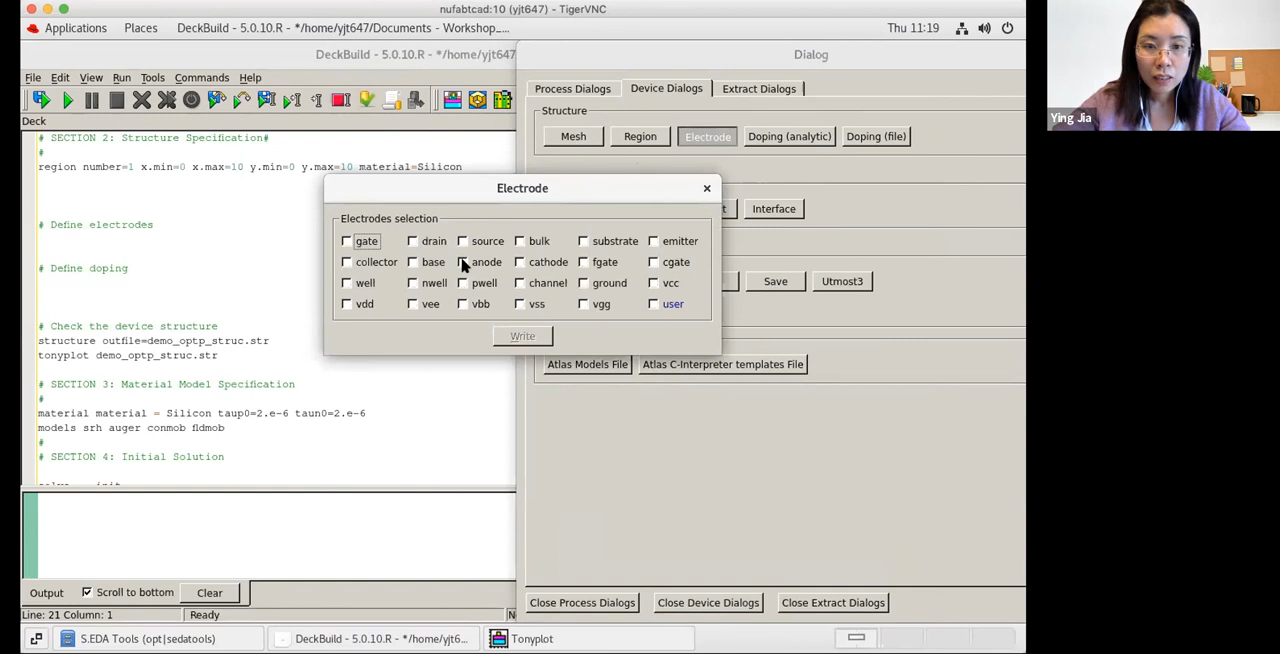 nufabtcad:10 (yjt647) - TigerVNC
Applications Places DeckBuild - 5.0.10.R - */home/yjt647/Documents - Workshop_... Thu 11:19
DeckBuild - 5.0.10.R - */home/yjt647 Dialog
File Edit View Run Tools Commands Help
Process Dialogs Device Dialogs Extract Dialogs
Structure
Deck
Mesh Region Electrode Doping (analytic) Doping (file)
Ying Jia
# SECTION 2: Structure Specification#
#
region number=1 x.min=0 x.max=10 y.min=0 y.max=10 material=Silicon
# Define electrodes
# Define doping
# Check the device structure
structure outfile=demo_optp_struc.str
tonyplot demo_optp_struc.str
# SECTION 3: Material Model Specification
#
material material = Silicon taup0=2.e-6 taun0=2.e-6
models srh auger conmob fldmob
#
# SECTION 4: Initial Solution
Electrode
Electrodes selection
gate drain source bulk substrate emitter
collector base anode cathode fgate cgate
well nwell pwell channel ground vcc
vdd vee vbb vss vgg user
Write
Interface
Save Utmost3
Atlas Models File Atlas C-Interpreter templates File
Output Scroll to bottom Clear
Close Process Dialogs Close Device Dialogs Close Extract Dialogs
Line: 21 Column: 1 Ready
S.EDA Tools (opt|sedatools) DeckBuild - 5.0.10.R - */home/yjt6... Tonyplot